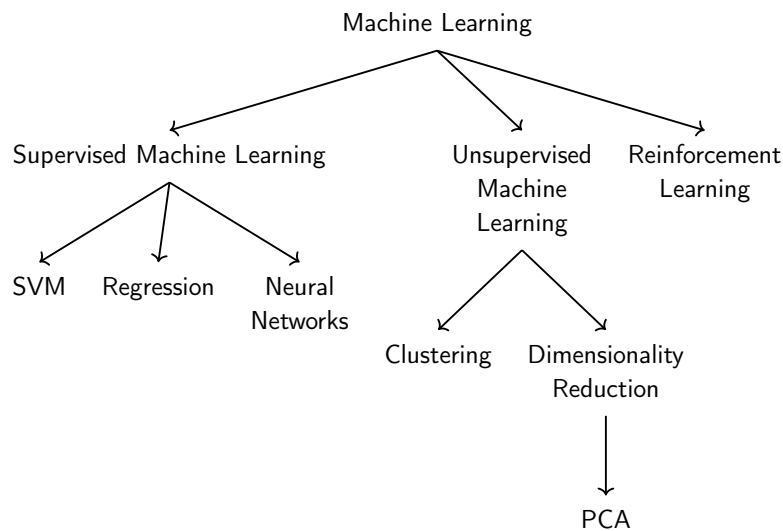 Machine Learning
Supervised Machine Learning
Unsupervised
Machine
Learning
Reinforcement
Learning
SVM
Regression
Neural
Networks
Clustering
Dimensionality
Reduction
PCA